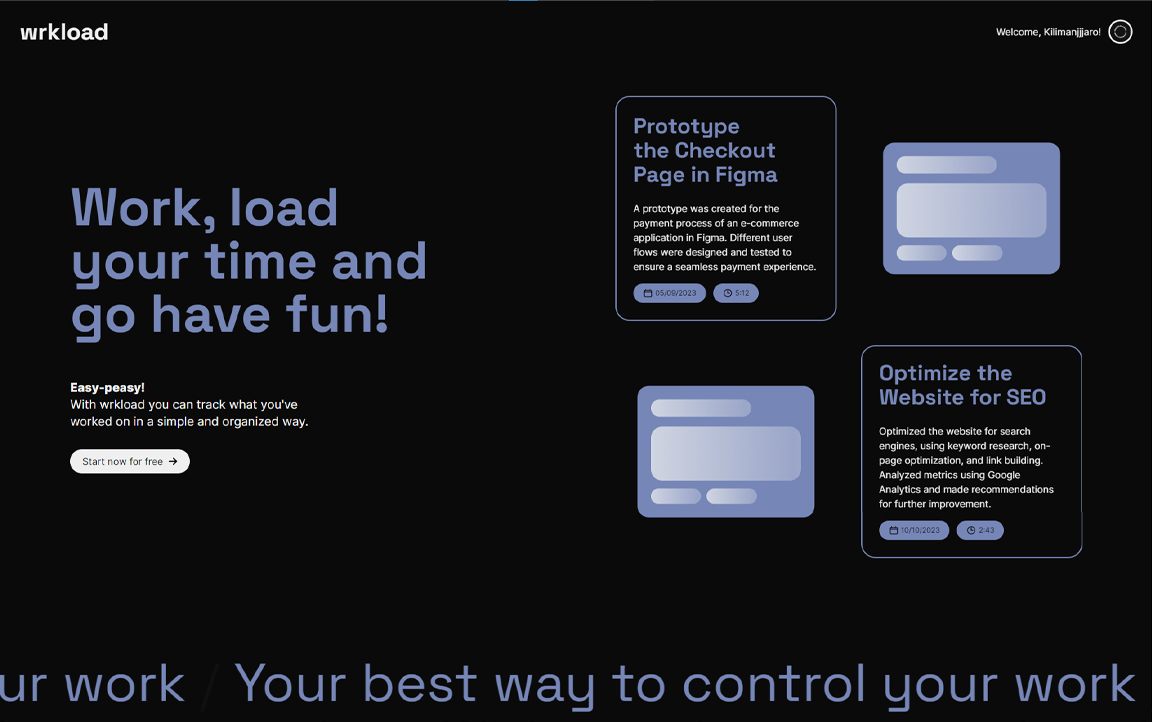 wrkload
Welcome, Kilimanjjjaro!
Work, load
your time and
go have fun!
Easy-peasy!
With wrkload you can track what you've
worked on in a simple and organized way.
Start now for free →
Prototype
the Checkout
Page in Figma
A prototype was created for the
payment process of an e-commerce
application in Figma. Different user
flows were designed and tested to
ensure a seamless payment experience.
05/09/2023 5:12
Optimize the
Website for SEO
Optimized the website for search
engines, using keyword research, on-
page optimization, and link building.
Analyzed metrics using Google
Analytics and made recommendations
for further improvement.
10/10/2023 2:43
ur work / Your best way to control your work